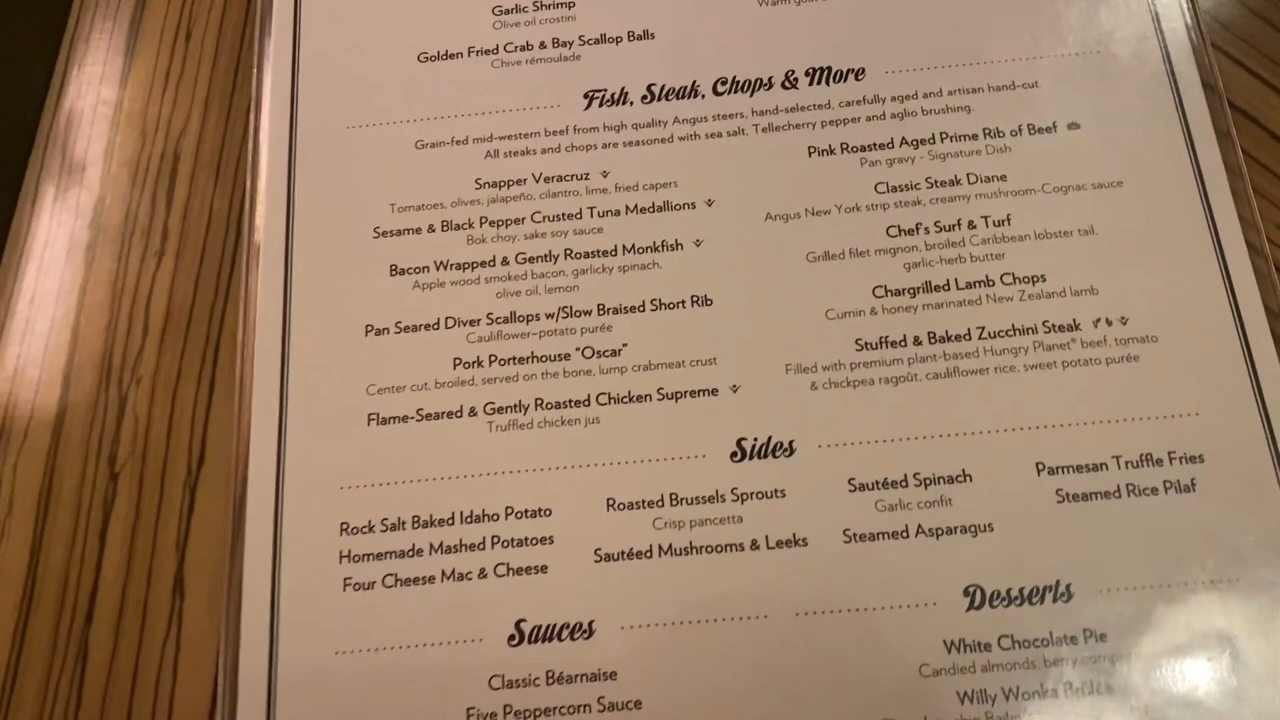 Garlic Shrimp
Olive oil crostini
Golden Fried Crab & Bay Scallop Balls
Chive rémoulade
Warm
Fish, Steak, Chops & More
Grain-fed mid-western beef from high quality Angus steers, hand-selected, carefully aged and artisan hand-cut.
All steaks and chops are seasoned with sea salt, Tellecherry pepper and aglio brushing.
Snapper Veracruz
Tomatoes, olives, jalapeño, cilantro, lime, fried capers
Sesame & Black Pepper Crusted Tuna Medallions
Bok choy, sake soy sauce
Bacon Wrapped & Gently Roasted Monkfish
Apple wood smoked bacon, garlicky spinach,
olive oil, lemon
Pan Seared Diver Scallops w/Slow Braised Short Rib
Cauliflower-potato purée
Pork Porterhouse "Oscar"
Center cut, broiled, served on the bone, lump crabmeat crust
Flame-Seared & Gently Roasted Chicken Supreme
Truffled chicken jus
Pink Roasted Aged Prime Rib of Beef
Pan gravy - Signature Dish
Classic Steak Diane
Angus New York strip steak, creamy mushroom-Cognac sauce
Chef's Surf & Turf
Grilled filet mignon, broiled Caribbean lobster tail,
garlic-herb butter
Chargrilled Lamb Chops
Cumin & honey marinated New Zealand lamb
Stuffed & Baked Zucchini Steak
Filled with premium plant-based Hungry Planet® beef, tomato
& chickpea ragoût, cauliflower rice, sweet potato purée
Sides
Rock Salt Baked Idaho Potato
Homemade Mashed Potatoes
Four Cheese Mac & Cheese
Roasted Brussels Sprouts
Crisp pancetta
Sautéed Mushrooms & Leeks
Sautéed Spinach
Garlic confit
Steamed Asparagus
Parmesan Truffle Fries
Steamed Rice Pilaf
Sauces
Classic Béarnaise
Five Peppercorn Sauce
Desserts
White Chocolate Pie
Candied almonds, berry
Willy Wonka